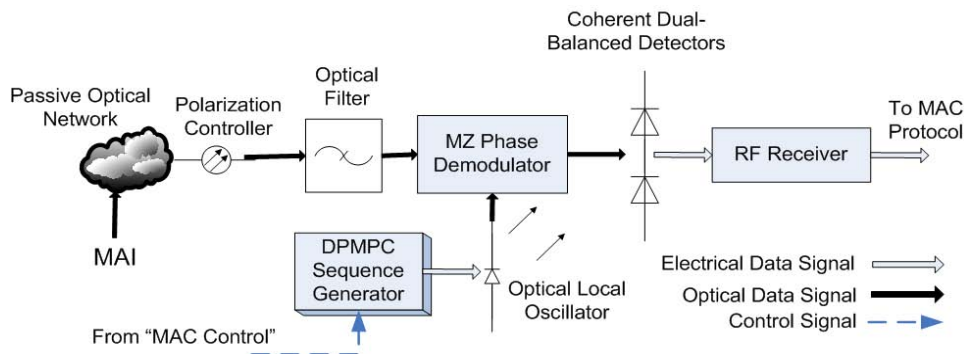 Coherent Dual-
Balanced Detectors
Passive Optical
Network
Polarization
Controller
Optical
Filter
MZ Phase
Demodulator
RF Receiver
To MAC
Protocol
MAI
DPMPC
Sequence
Generator
Optical Local
Oscillator
From “MAC Control”
Electrical Data Signal
Optical Data Signal
Control Signal